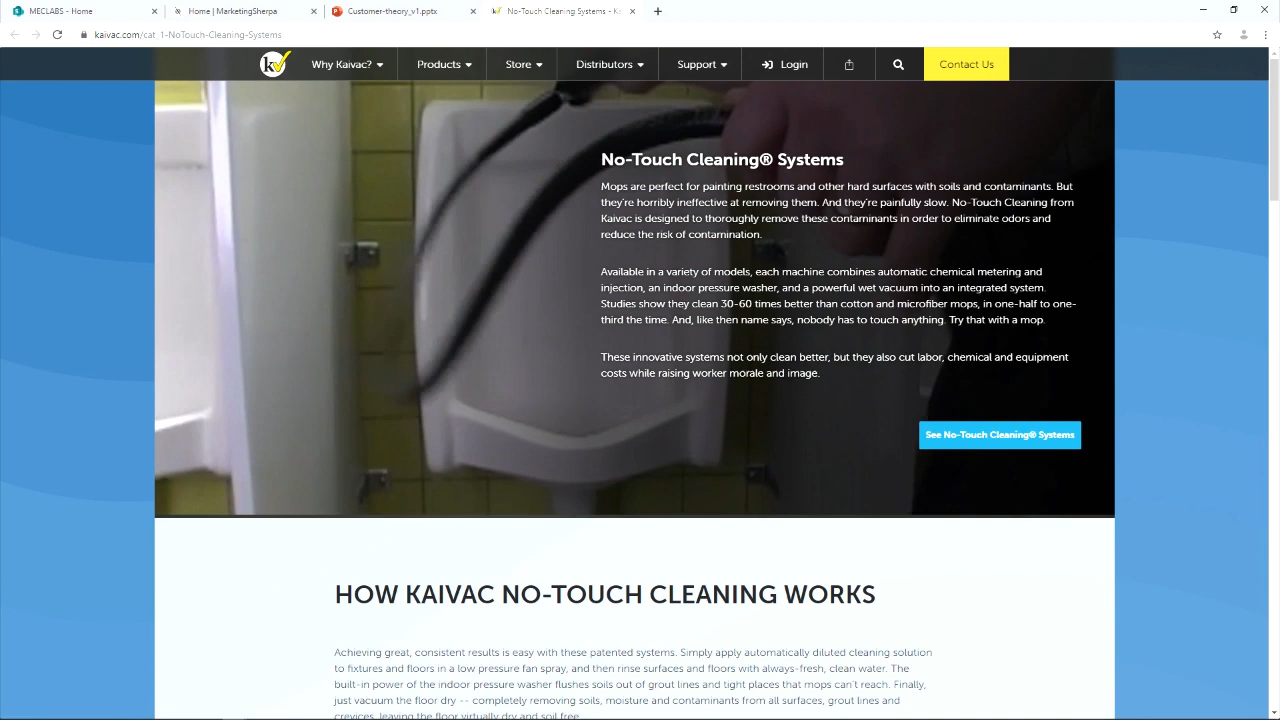 MECLABS - Home
Home | MarketingSherpa
Customer-theory_v1.pptx
No-Touch Cleaning Systems - K
kaivac.com/cat_1-NoTouch-Cleaning-Systems
kv
Why Kaivac?
Products
Store
Distributors
Support
Login
Contact Us
No-Touch Cleaning® Systems
Mops are perfect for painting restrooms and other hard surfaces with soils and contaminants. But
they're horribly ineffective at removing them. And they're painfully slow. No-Touch Cleaning from
Kaivac is designed to thoroughly remove these contaminants in order to eliminate odors and
reduce the risk of contamination.
Available in a variety of models, each machine combines automatic chemical metering and
injection, an indoor pressure washer, and a powerful wet vacuum into an integrated system.
Studies show they clean 30-60 times better than cotton and microfiber mops, in one-half to one-
third the time. And, like then name says, nobody has to touch anything. Try that with a mop.
These innovative systems not only clean better, but they also cut labor, chemical and equipment
costs while raising worker morale and image.
See No-Touch Cleaning® Systems
HOW KAIVAC NO-TOUCH CLEANING WORKS
Achieving great, consistent results is easy with these patented systems. Simply apply automatically diluted cleaning solution
to fixtures and floors in a low pressure fan spray, and then rinse surfaces and floors with always-fresh, clean water. The
built-in power of the indoor pressure washer flushes soils out of grout lines and tight places that mops can't reach. Finally,
just vacuum the floor dry -- completely removing soils, moisture and contaminants from all surfaces, grout lines and
crevices, leaving the floor virtually dry and soil free.